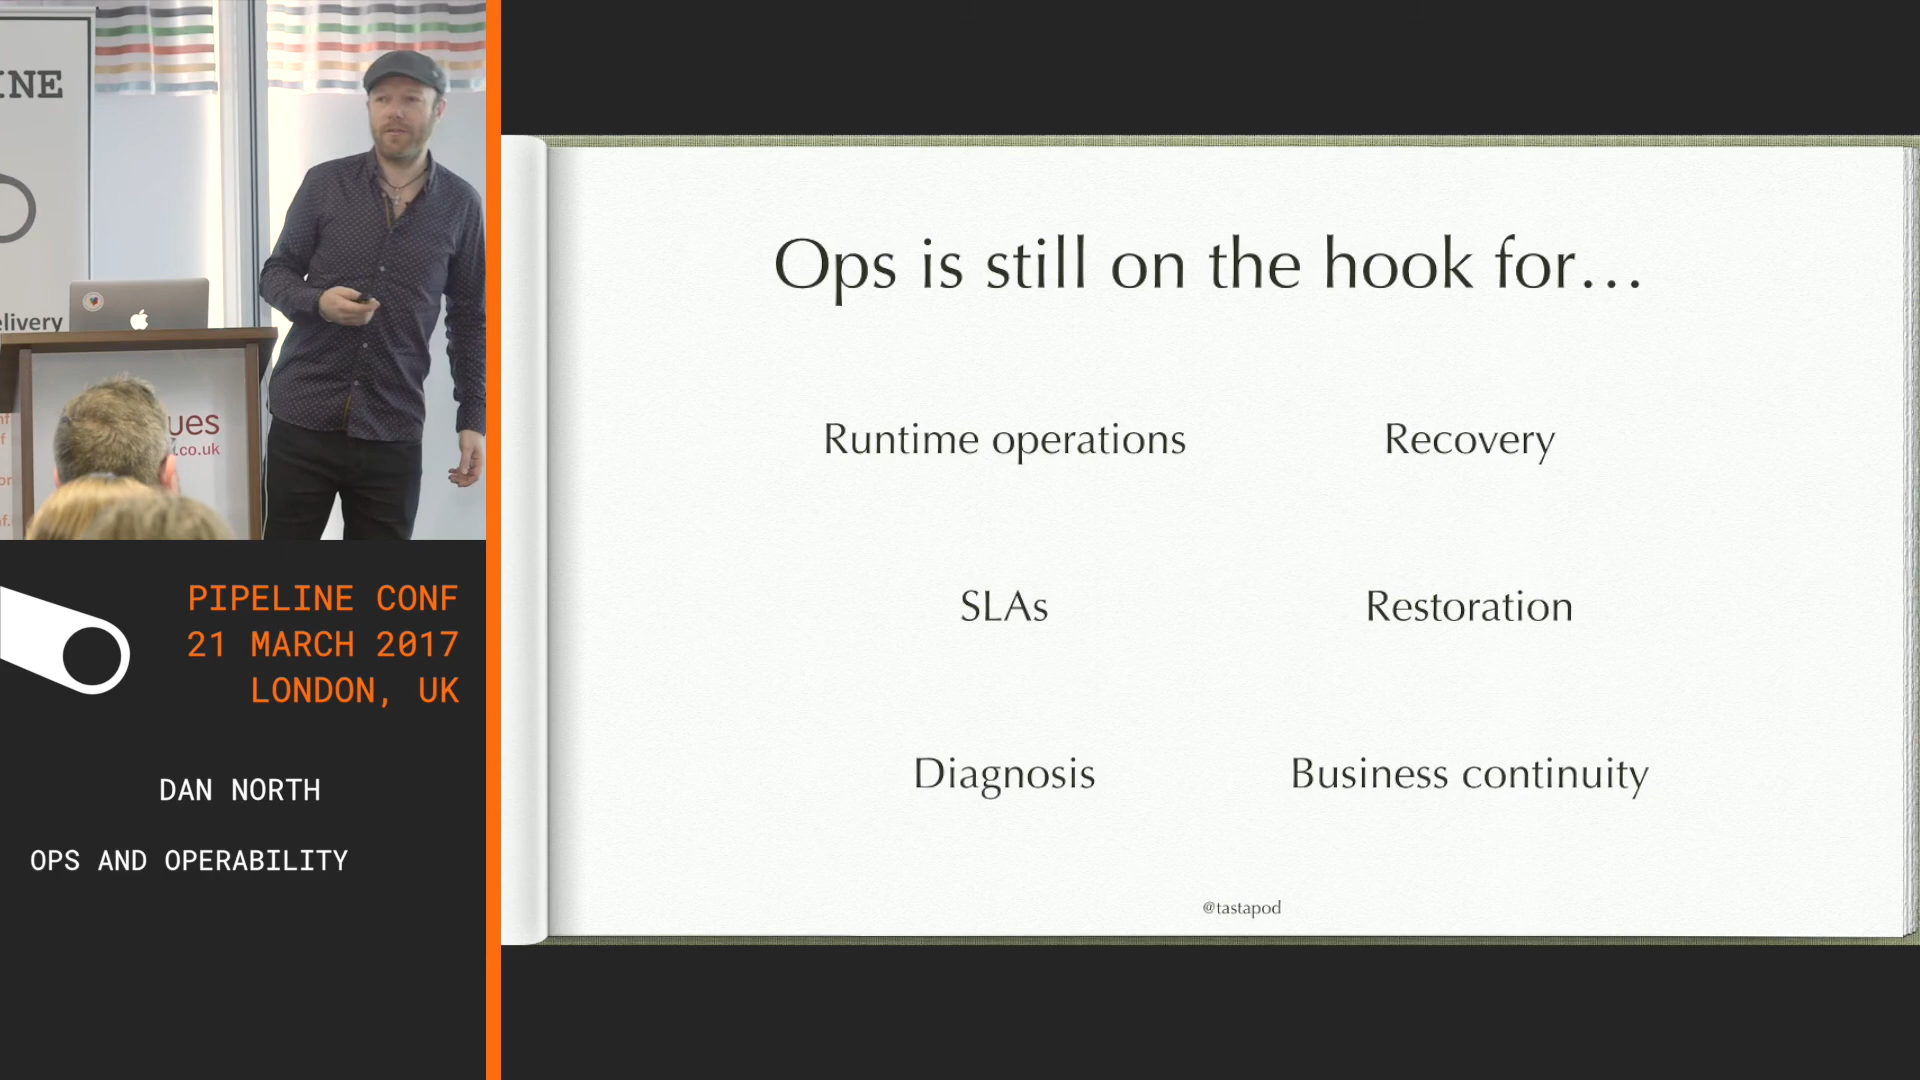 INE
elivery
ues
.co.uk
PIPELINE CONF
21 MARCH 2017
LONDON, UK
DAN NORTH
OPS AND OPERABILITY
Ops is still on the hook for...
Runtime operations
Recovery
SLAs
Restoration
Diagnosis
Business continuity
@tastapod